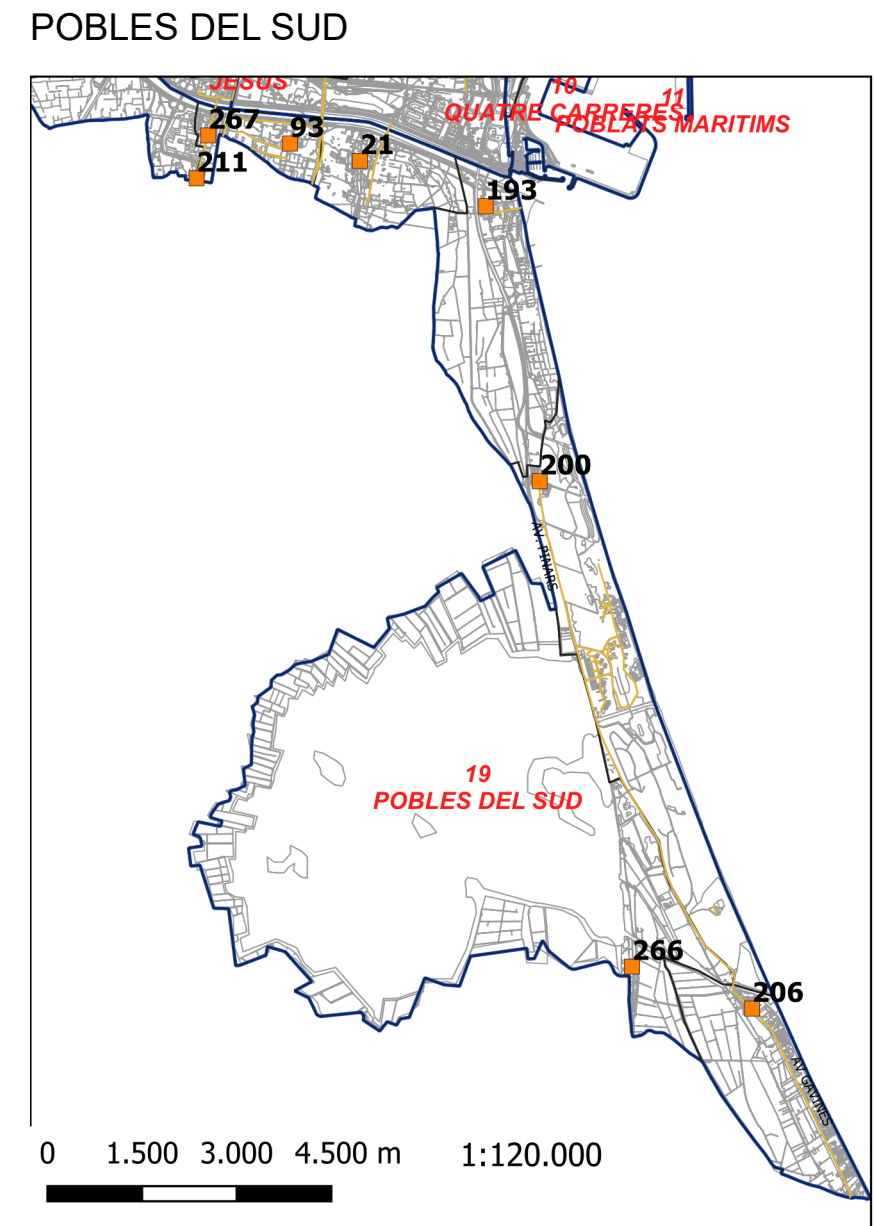 POBLES DEL SUD
JESUS
10
QUATRE CARRERES
11
POBLATS MARITIMS
267
93
21
211
193
200
AV. PINARS
19
POBLES DEL SUD
266
206
AV.GAVINES
0 1.500 3.000 4.500 m
1:120.000